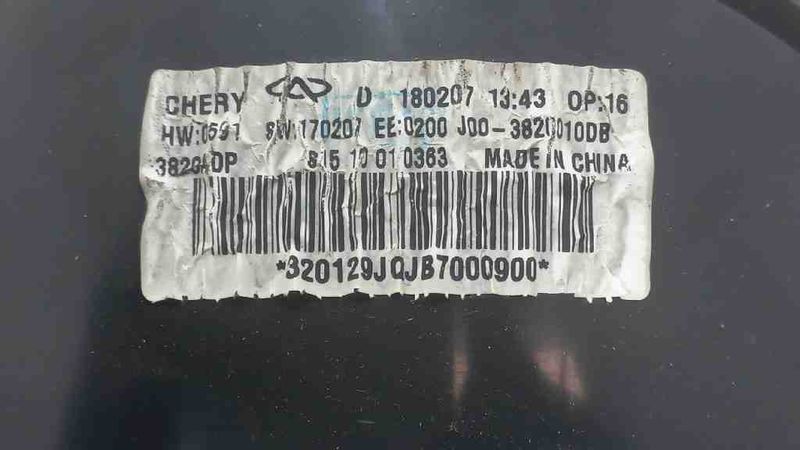 CHERY D 180207 13:43 OP:16
HW:0591 SW:170207 EE:0200 J00-3820010DB
815 10 01 0363 MADE IN CHINA
*320129JQJB7000900*